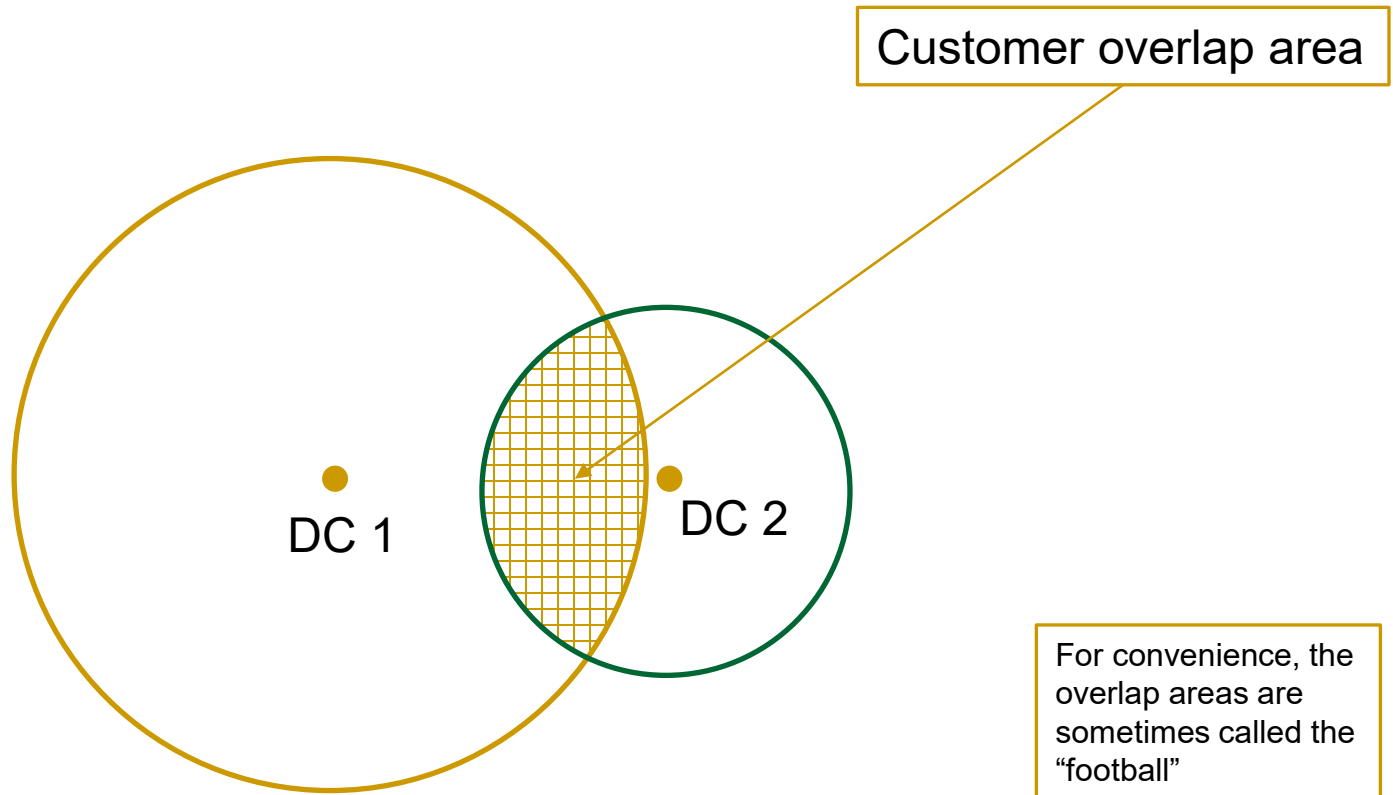 Customer overlap area
DC 1
DC 2
For convenience, the
overlap areas are
sometimes called the
“football”